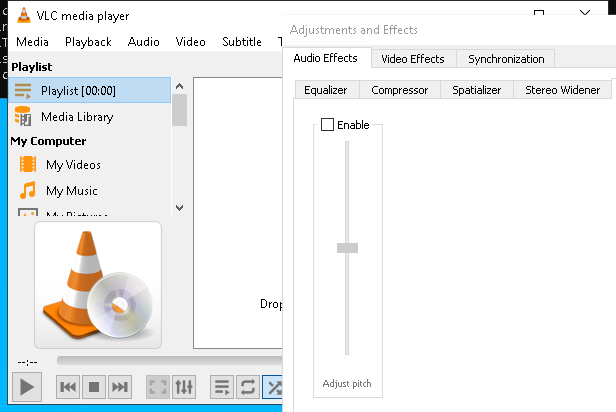 VLC media player
Media Playback Audio Video Subtitle T
Playlist
Playlist [00:00]
Media Library
My Computer
My Videos
My Music
My Pictures
Drop
--:--
Adjustments and Effects
Audio Effects Video Effects Synchronization
Equalizer Compressor Spatializer Stereo Widener
Enable
Adjust pitch